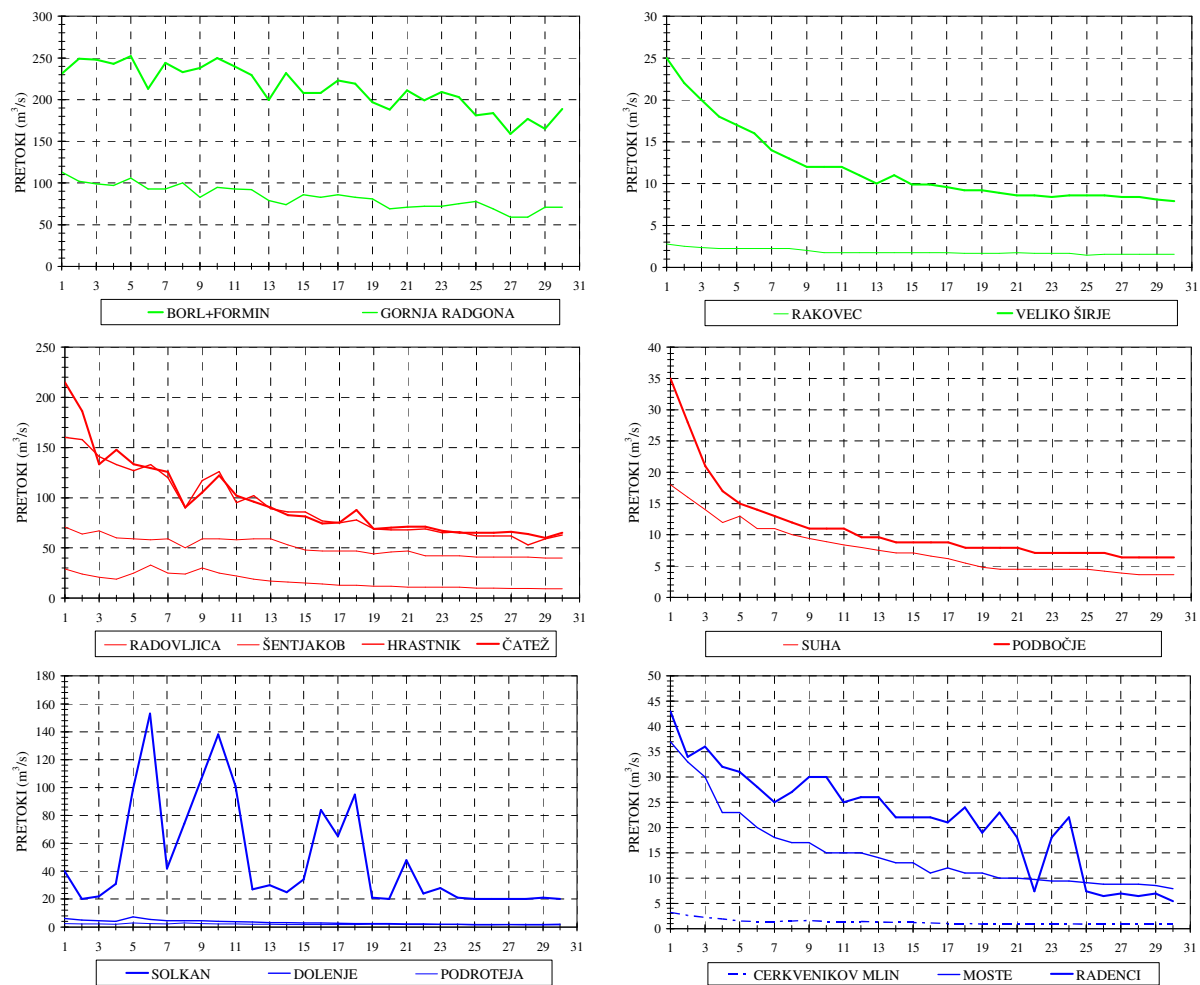 PRETOKI (m³/s)
300
250
200
150
100
50
0
1 3 5 7 9 11 13 15 17 19 21 23 25 27 29 31
BORL+FORMIN GORNJA RADGONA
PRETOKI (m³/s)
30
25
20
15
10
5
0
1 3 5 7 9 11 13 15 17 19 21 23 25 27 29 31
RAKOVEC VELIKO ŠIRJE
PRETOKI (m³/s)
250
200
150
100
50
0
1 3 5 7 9 11 13 15 17 19 21 23 25 27 29 31
RADOVLJICA ŠENTJAKOB HRASTNIK ČATEŽ
PRETOKI (m³/s)
40
35
30
25
20
15
10
5
0
1 3 5 7 9 11 13 15 17 19 21 23 25 27 29 31
SUHA PODBOČJE
PRETOKI (m³/s)
180
160
140
120
100
80
60
40
20
0
1 3 5 7 9 11 13 15 17 19 21 23 25 27 29 31
SOLKAN DOLENJE PODROTEJA
PRETOKI (m³/s)
50
45
40
35
30
25
20
15
10
5
0
1 3 5 7 9 11 13 15 17 19 21 23 25 27 29 31
CERKVENIKOV MLIN MOSTE RADENCI